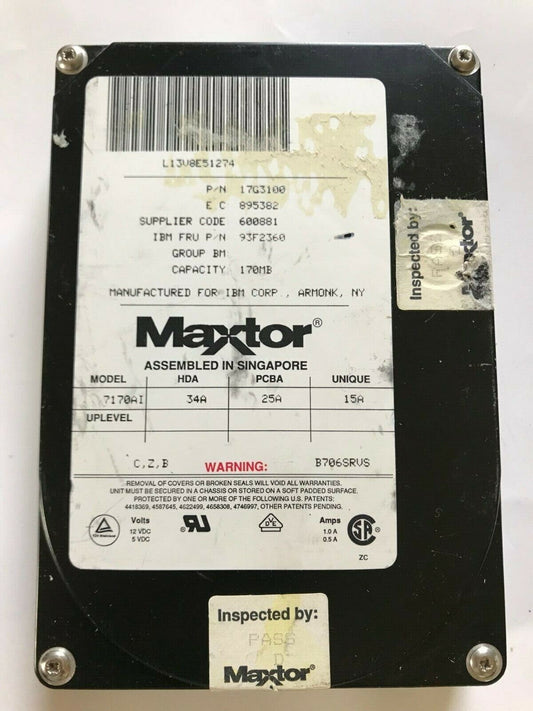 L13V8E51274
P/N 17G3100
E C 895382
SUPPLIER CODE 600881
IBM FRU P/N 93F2360
GROUP BM
CAPACITY 170MB
MANUFACTURED FOR IBM CORP., ARMONK, NY
Maxtor®
ASSEMBLED IN SINGAPORE
MODEL HDA PCBA UNIQUE
7170AI 34A 25A 15A
UPLEVEL
C,Z,B WARNING: B706SRVS
REMOVAL OF COVERS OR BROKEN SEALS WILL VOID ALL WARRANTIES.
UNIT MUST BE SECURED IN A CHASSIS OR STORED ON A SOFT PADDED SURFACE.
PROTECTED BY ONE OR MORE OF THE FOLLOWING U.S. PATENTS:
4418369, 4587645, 4622499, 4658308, 4746997, OTHER PATENTS PENDING.
Volts
12 VDC
5 VDC
Amps
1.0 A
0.5 A
ZC
Inspected by:
PASS
Maxtor
Inspected by:
PASS
D
Maxtor®